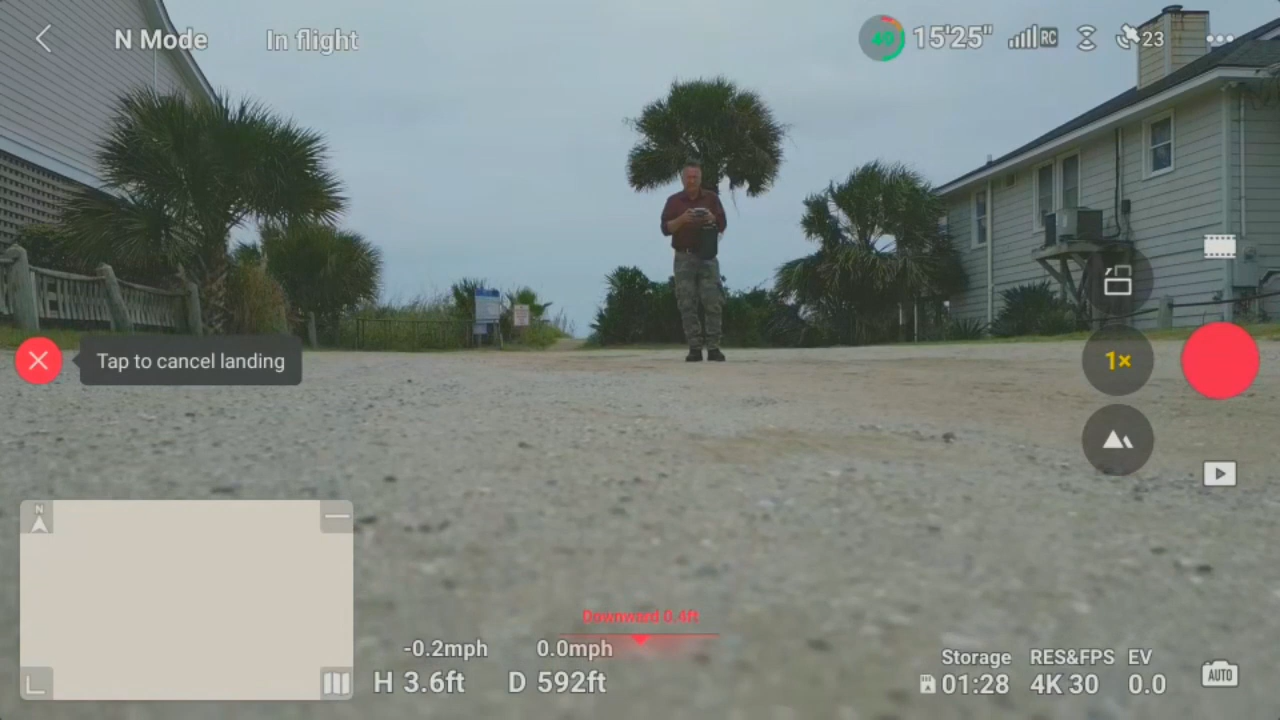 N Mode
In flight
49
15'25"
RC
23
1×
Tap to cancel landing
N
Downward 0.4ft
-0.2mph
0.0mph
H 3.6ft
D 592ft
Storage
RES&FPS
EV
01:28
4K 30
0.0
AUTO